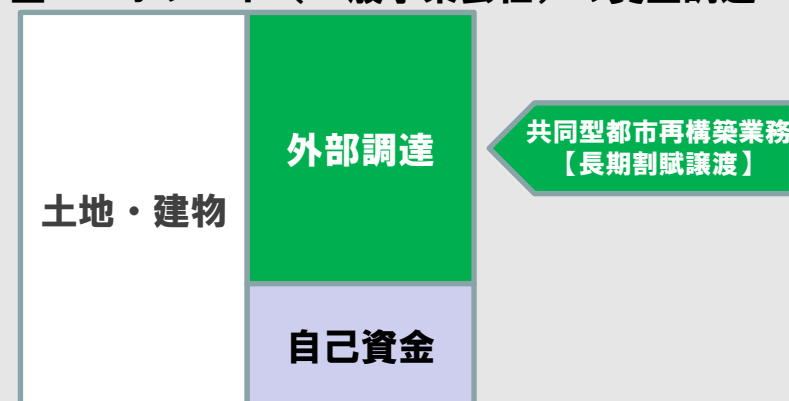 外部調達
共同型都市再構築業務
【長期割賦譲渡】
土地・建物
自己資金